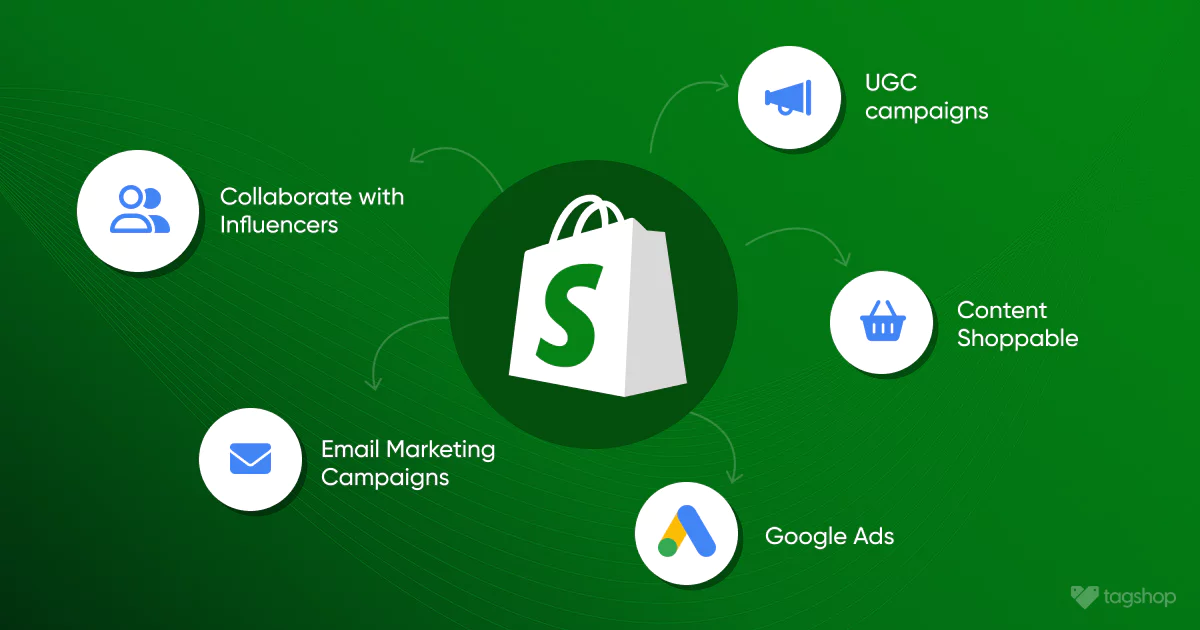 UGC
campaigns
Collaborate with
Influencers
S
Content
Shoppable
Email Marketing
Campaigns
Google Ads
tagshop